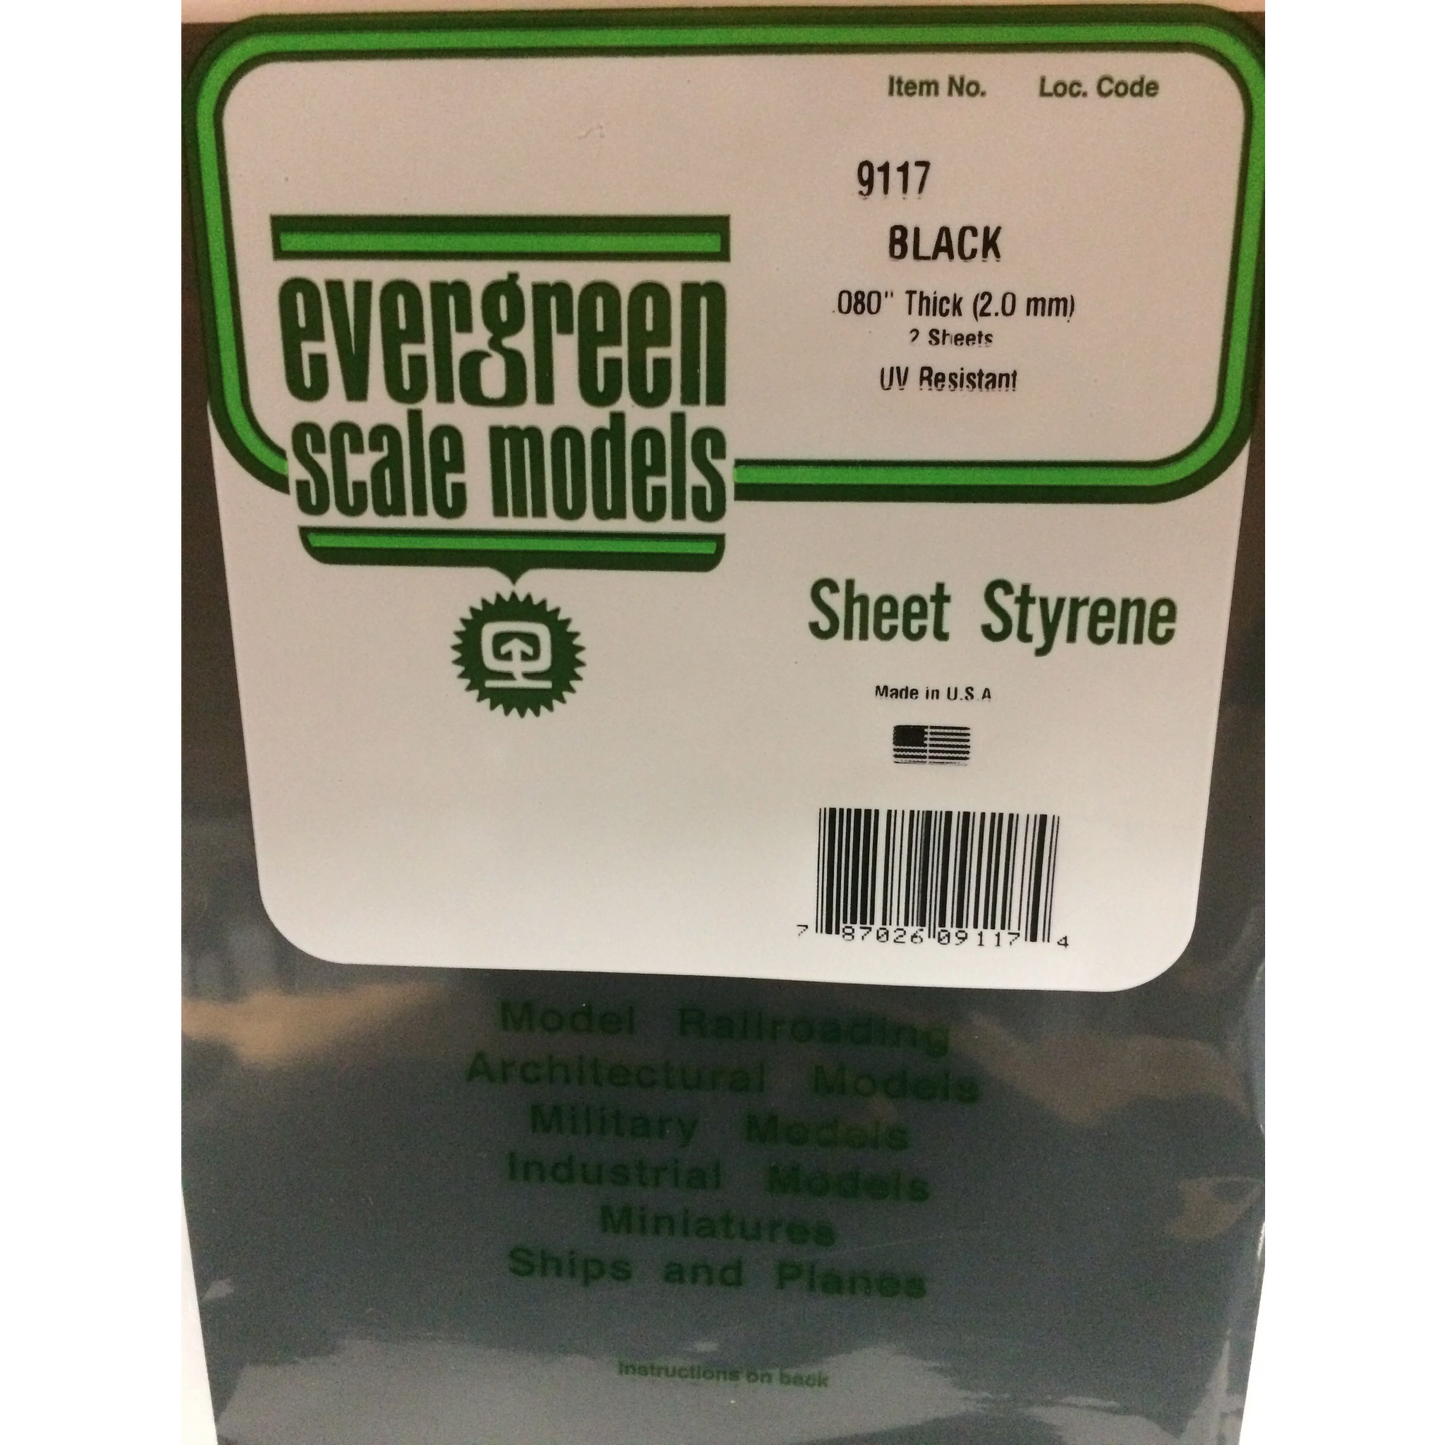 Item No. Loc. Code
9117
BLACK
.080" Thick (2.0 mm)
2 Sheets
UV Resistant
evergreen
scale models
Sheet Styrene
Made in U.S.A
7 87026 09117 4
Model Railroading
Architectural Models
Military Models
Industrial Models
Miniatures
Ships and Planes
Instructions on back